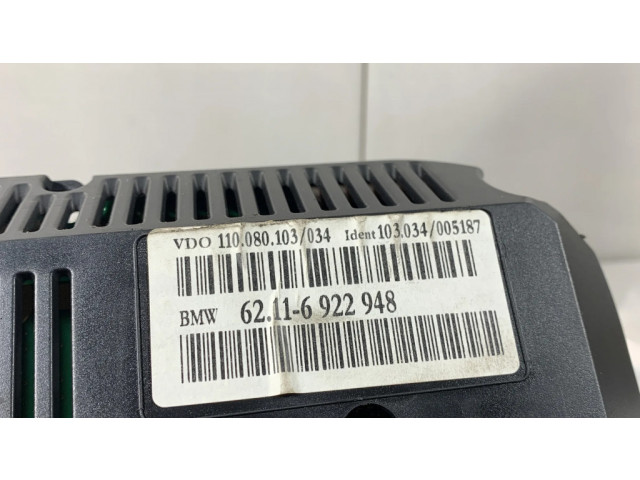 VDO 110.080.103/034 Ident 103.034/005187
BMW 62.11-6 922 948